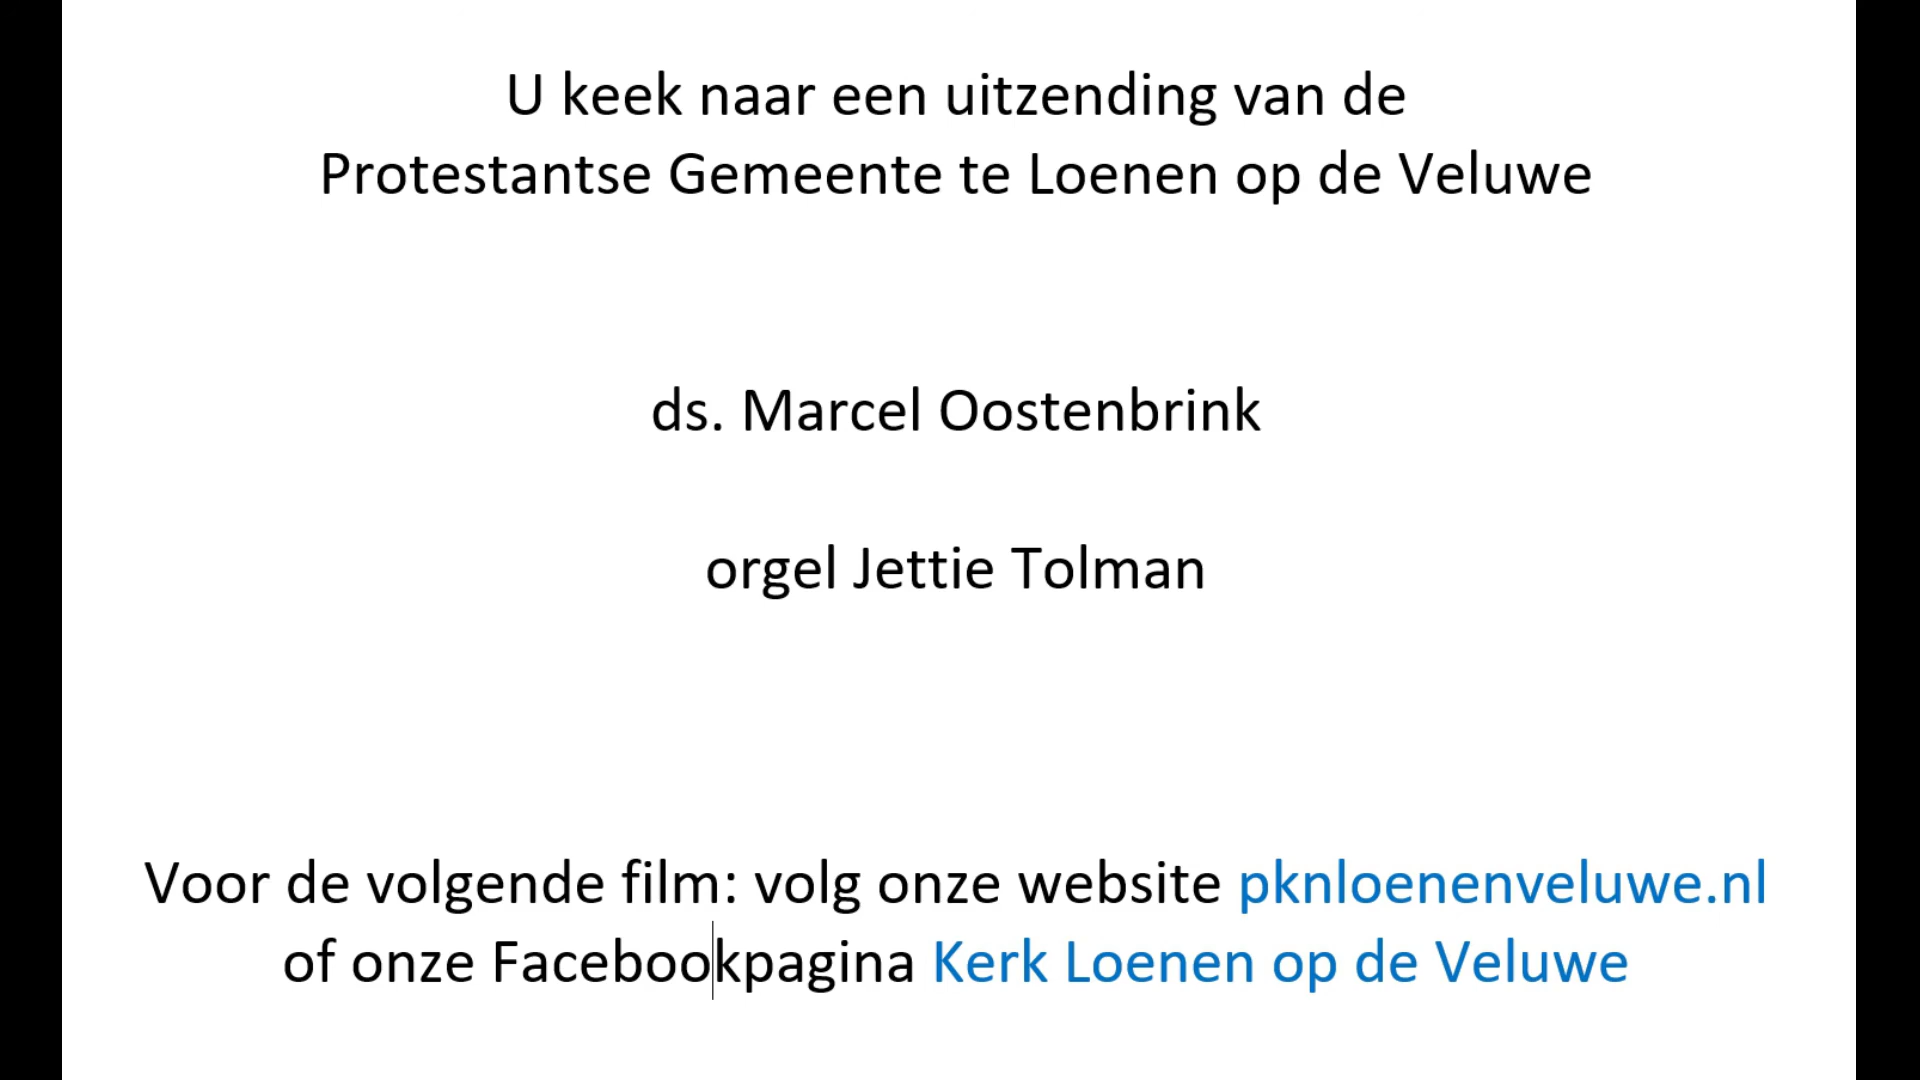 U keek naar een uitzending van de
Protestantse Gemeente te Loenen op de Veluwe
ds. Marcel Oostenbrink
orgel Jettie Tolman
Voor de volgende film: volg onze website pknloenenveluwe.nl
of onze Facebookpagina Kerk Loenen op de Veluwe